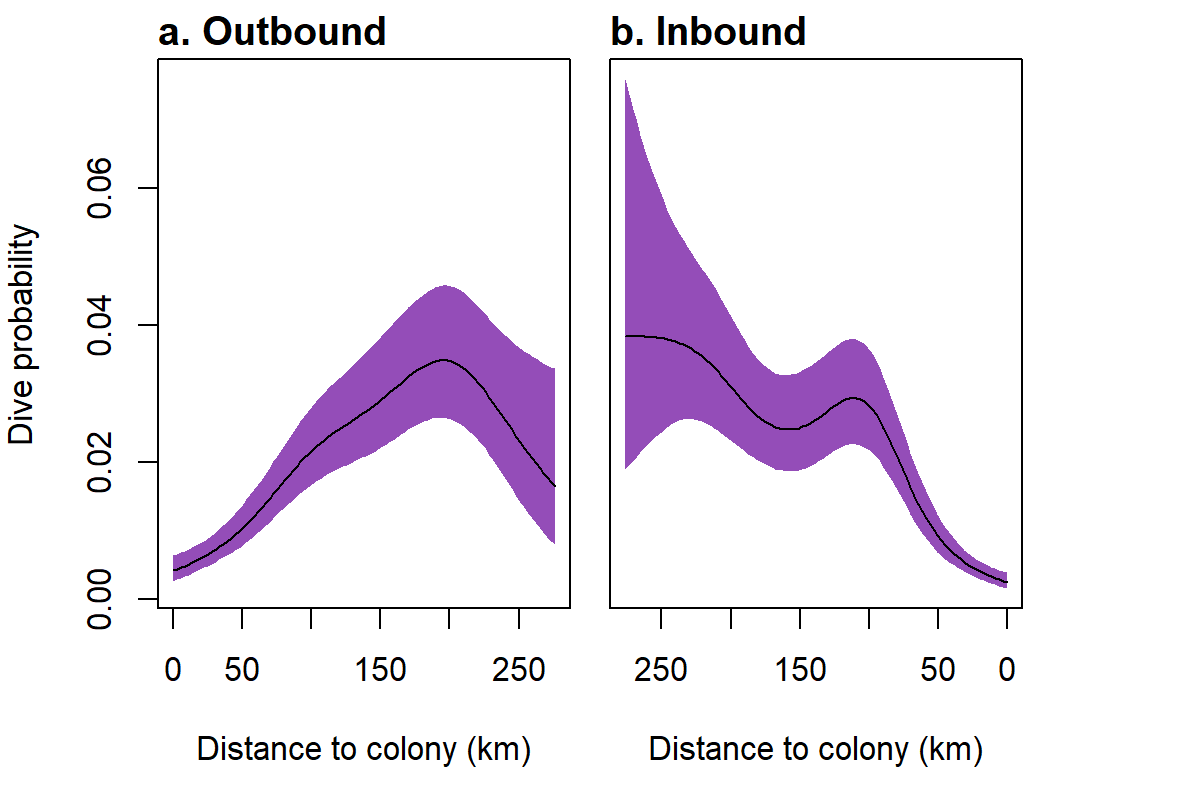 a. Outbound
b. Inbound
Dive probability
0.06
0.04
0.02
0.00
0 50 150 250
250 150 50 0
Distance to colony (km)
Distance to colony (km)